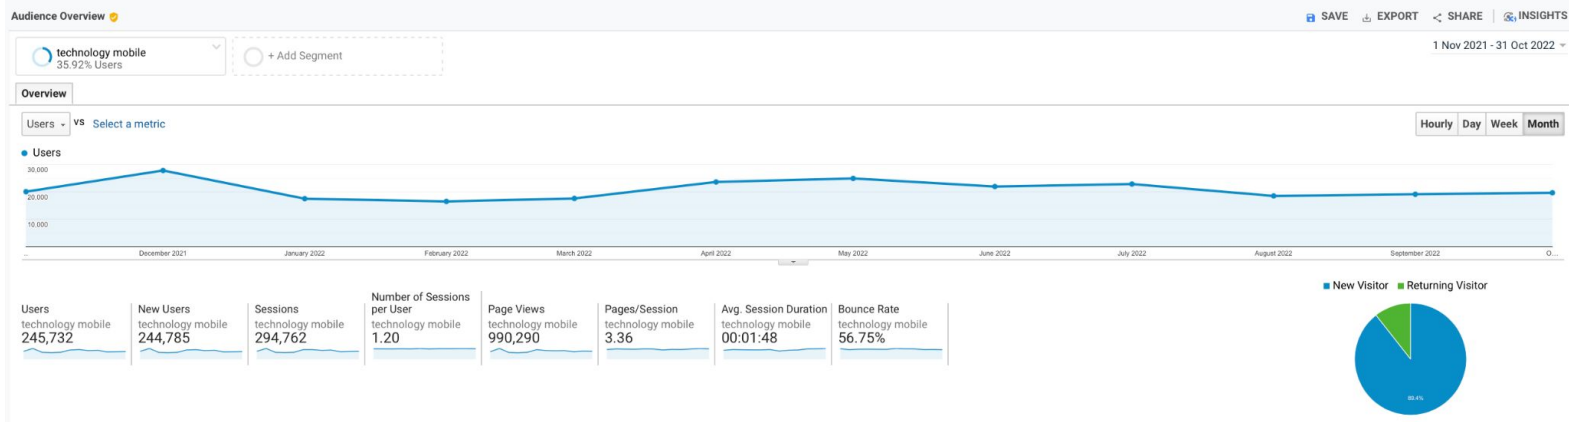 Audience Overview
SAVE EXPORT SHARE INSIGHTS
technology mobile
35.92% Users
+ Add Segment
1 Nov 2021 - 31 Oct 2022
Overview
Users VS Select a metric
Hourly Day Week Month
Users
30,000
20,000
10,000
... December 2021 January 2022 February 2022 March 2022 April 2022 May 2022 June 2022 July 2022 August 2022 September 2022 O...
New Visitor Returning Visitor
Users
technology mobile
245,732
New Users
technology mobile
244,785
Sessions
technology mobile
294,762
Number of Sessions
per User
technology mobile
1.20
Page Views
technology mobile
990,290
Pages/Session
technology mobile
3.36
Avg. Session Duration
technology mobile
00:01:48
Bounce Rate
technology mobile
56.75%
89.4%